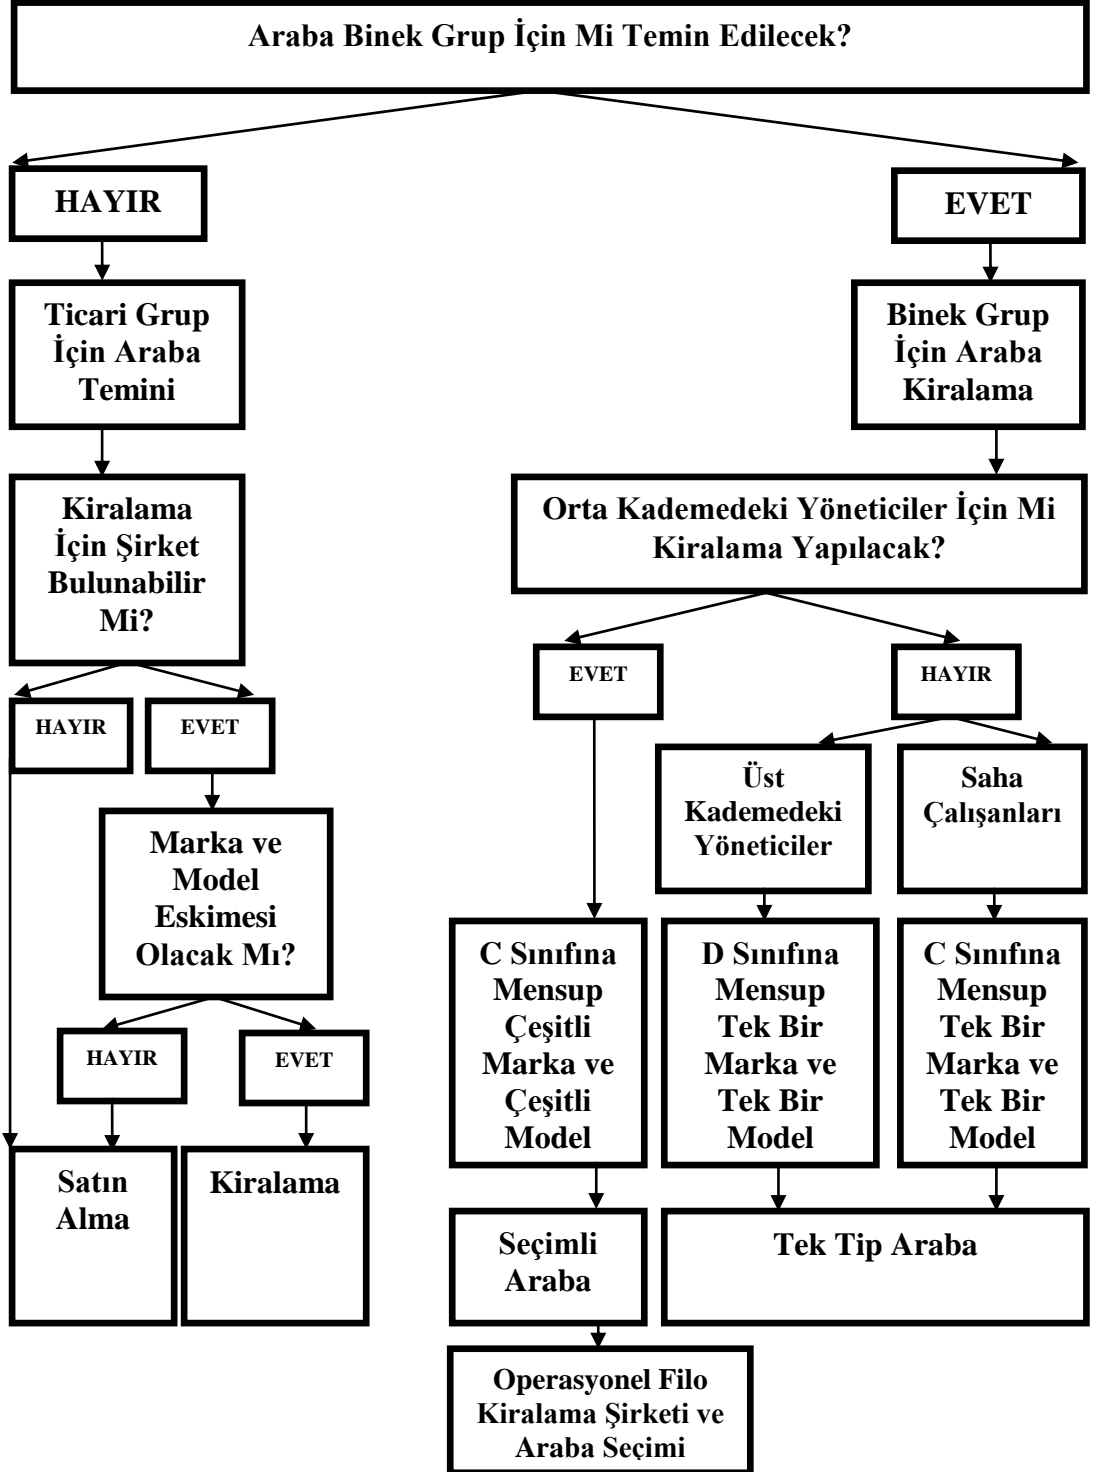 Araba Binek Grup İçin Mi Temin Edilecek?
HAYIR
EVET
Ticari Grup
İçin Araba
Temini
Binek Grup
İçin Araba
Kiralama
Kiralama
İçin Şirket
Bulunabilir
Mi?
Orta Kademedeki Yöneticiler İçin Mi
Kiralama Yapılacak?
EVET
HAYIR
HAYIR
EVET
Üst
Kademedeki
Yöneticiler
Saha
Çalışanları
Marka ve
Model
Eskimesi
Olacak Mı?
C Sınıfına
Mensup
Çeşitli
Marka ve
Çeşitli
Model
D Sınıfına
Mensup
Tek Bir
Marka ve
Tek Bir
Model
C Sınıfına
Mensup
Tek Bir
Marka ve
Tek Bir
Model
HAYIR
EVET
Satın
Alma
Kiralama
Seçimli
Araba
Tek Tip Araba
Operasyonel Filo
Kiralama Şirketi ve
Araba Seçimi